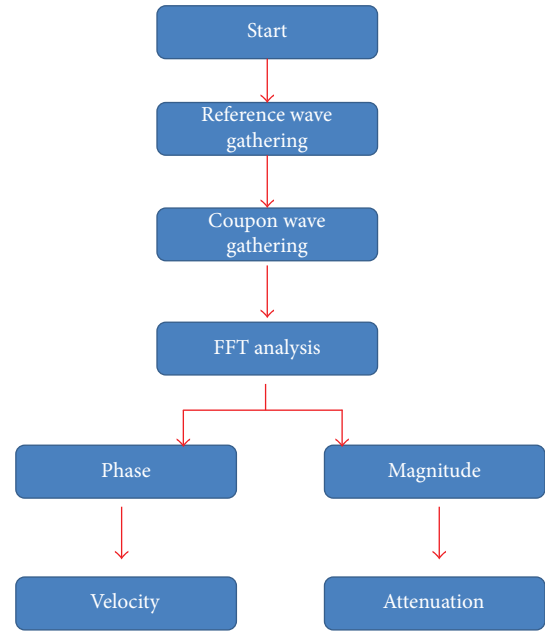 Start
Reference wave
gathering
Coupon wave
gathering
FFT analysis
Phase
Magnitude
Velocity
Attenuation